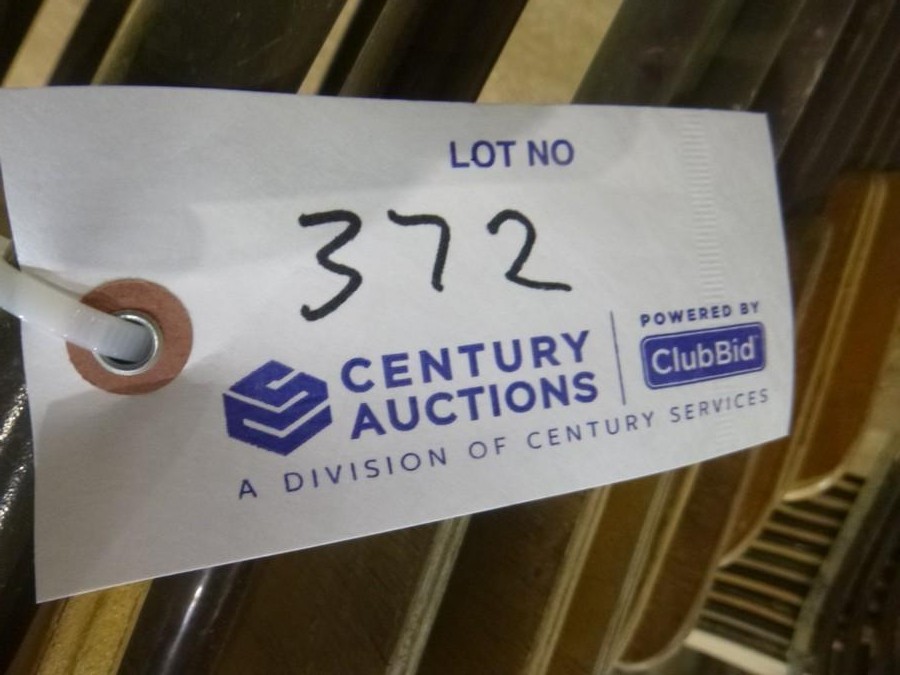 LOT NO
372
CENTURY
AUCTIONS
POWERED BY
ClubBid
A DIVISION OF CENTURY SERVICES